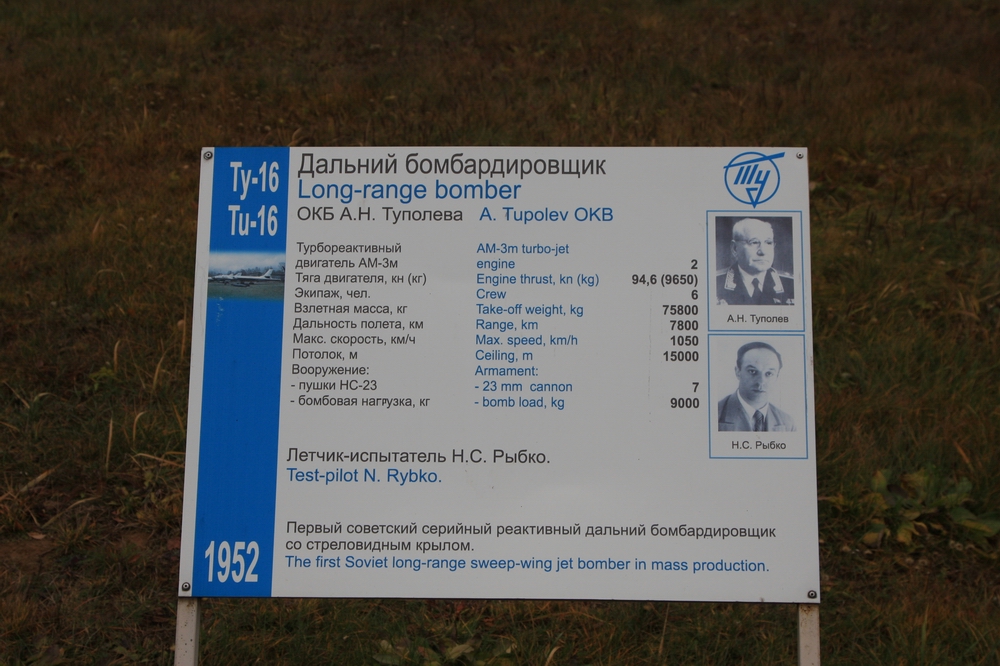 Ту-16
Tu-16
1952
Дальний бомбардировщик
Long-range bomber
ОКБ А.Н. Туполева A. Tupolev OKB
Турбореактивный AM-3m turbo-jet
двигатель АМ-3м engine 2
Тяга двигателя, кн (кг) Engine thrust, kn (kg) 94,6 (9650)
Экипаж, чел. Crew 6
Взлетная масса, кг Take-off weight, kg 75800
Дальность полета, км Range, km 7800
Макс. скорость, км/ч Max. speed, km/h 1050
Потолок, м Ceiling, m 15000
Вооружение: Armament:
- пушки НС-23 - 23 mm cannon 7
- бомбовая нагрузка, кг - bomb load, kg 9000
Летчик-испытатель Н.С. Рыбко.
Test-pilot N. Rybko.
Первый советский серийный реактивный дальний бомбардировщик
со стреловидным крылом.
The first Soviet long-range sweep-wing jet bomber in mass production.
Ту
А.Н. Туполев
Н.С. Рыбко